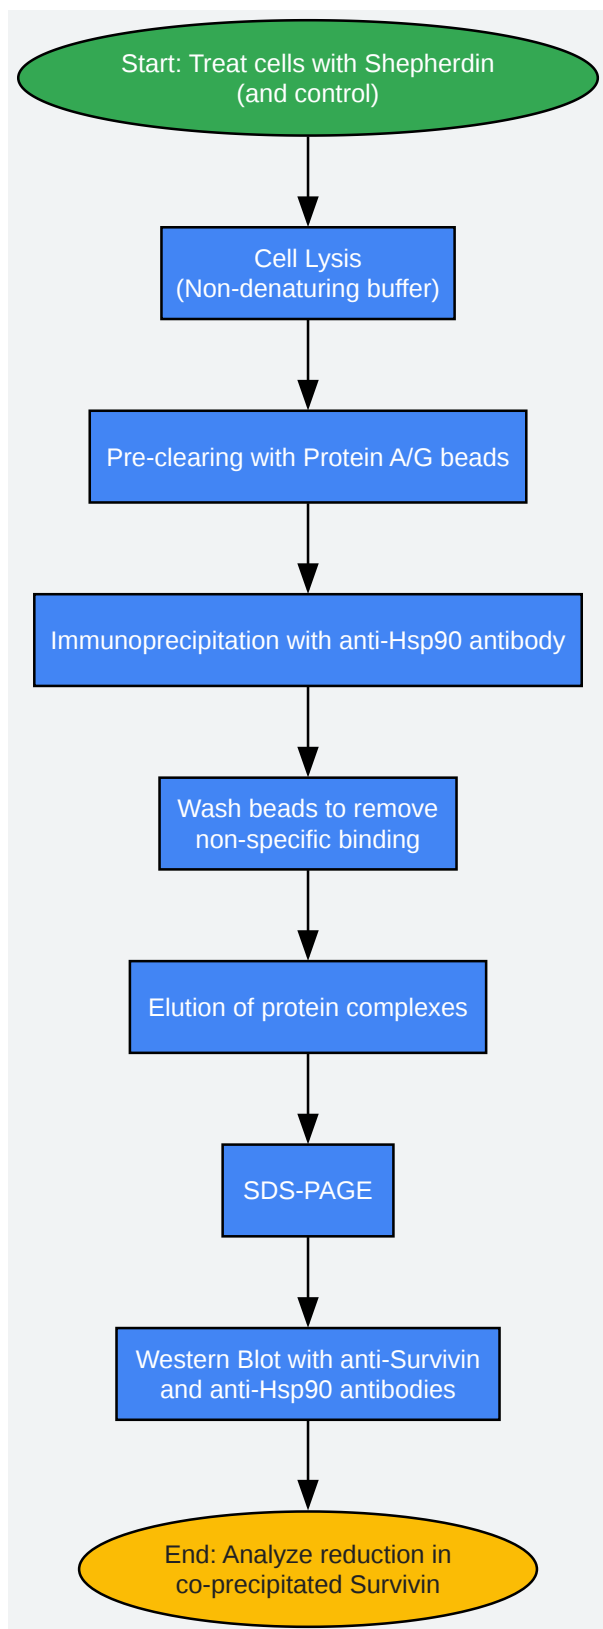 Start: Treat cells with Shepherdin
(and control)
Cell Lysis
(Non-denaturing buffer)
Pre-clearing with Protein A/G beads
Immunoprecipitation with anti-Hsp90 antibody
Wash beads to remove
non-specific binding
Elution of protein complexes
SDS-PAGE
Western Blot with anti-Survivin
and anti-Hsp90 antibodies
End: Analyze reduction in
co-precipitated Survivin